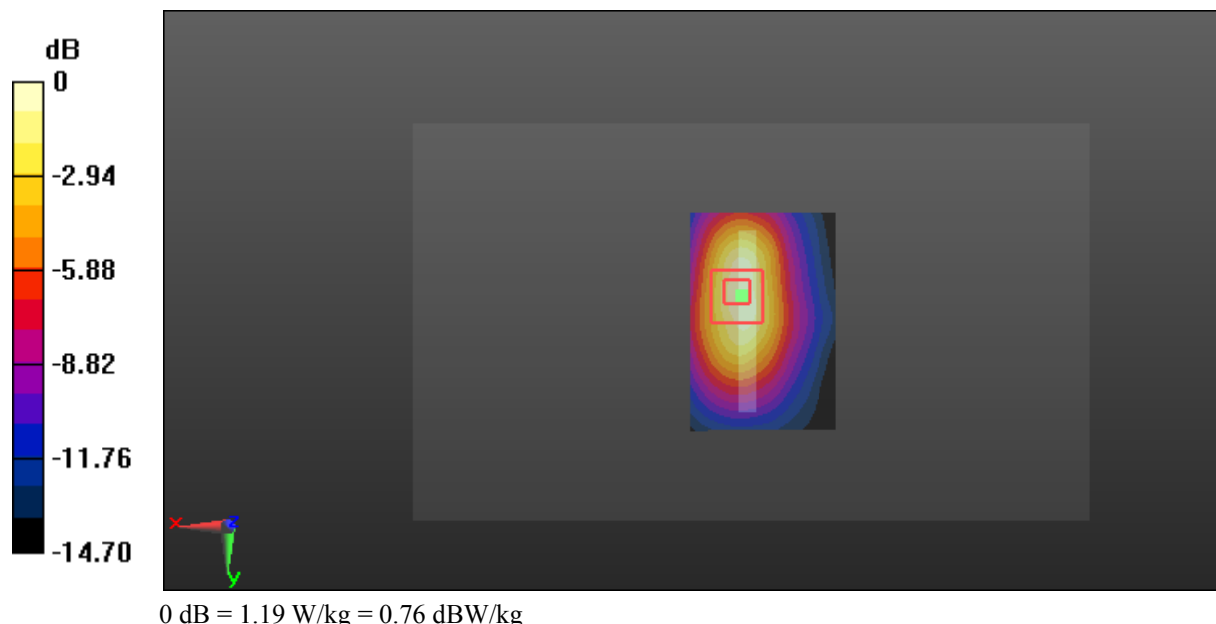 dB
0
-2.94
-5.88
-8.82
-11.76
-14.70
x
z
y
0 dB = 1.19 W/kg = 0.76 dBW/kg